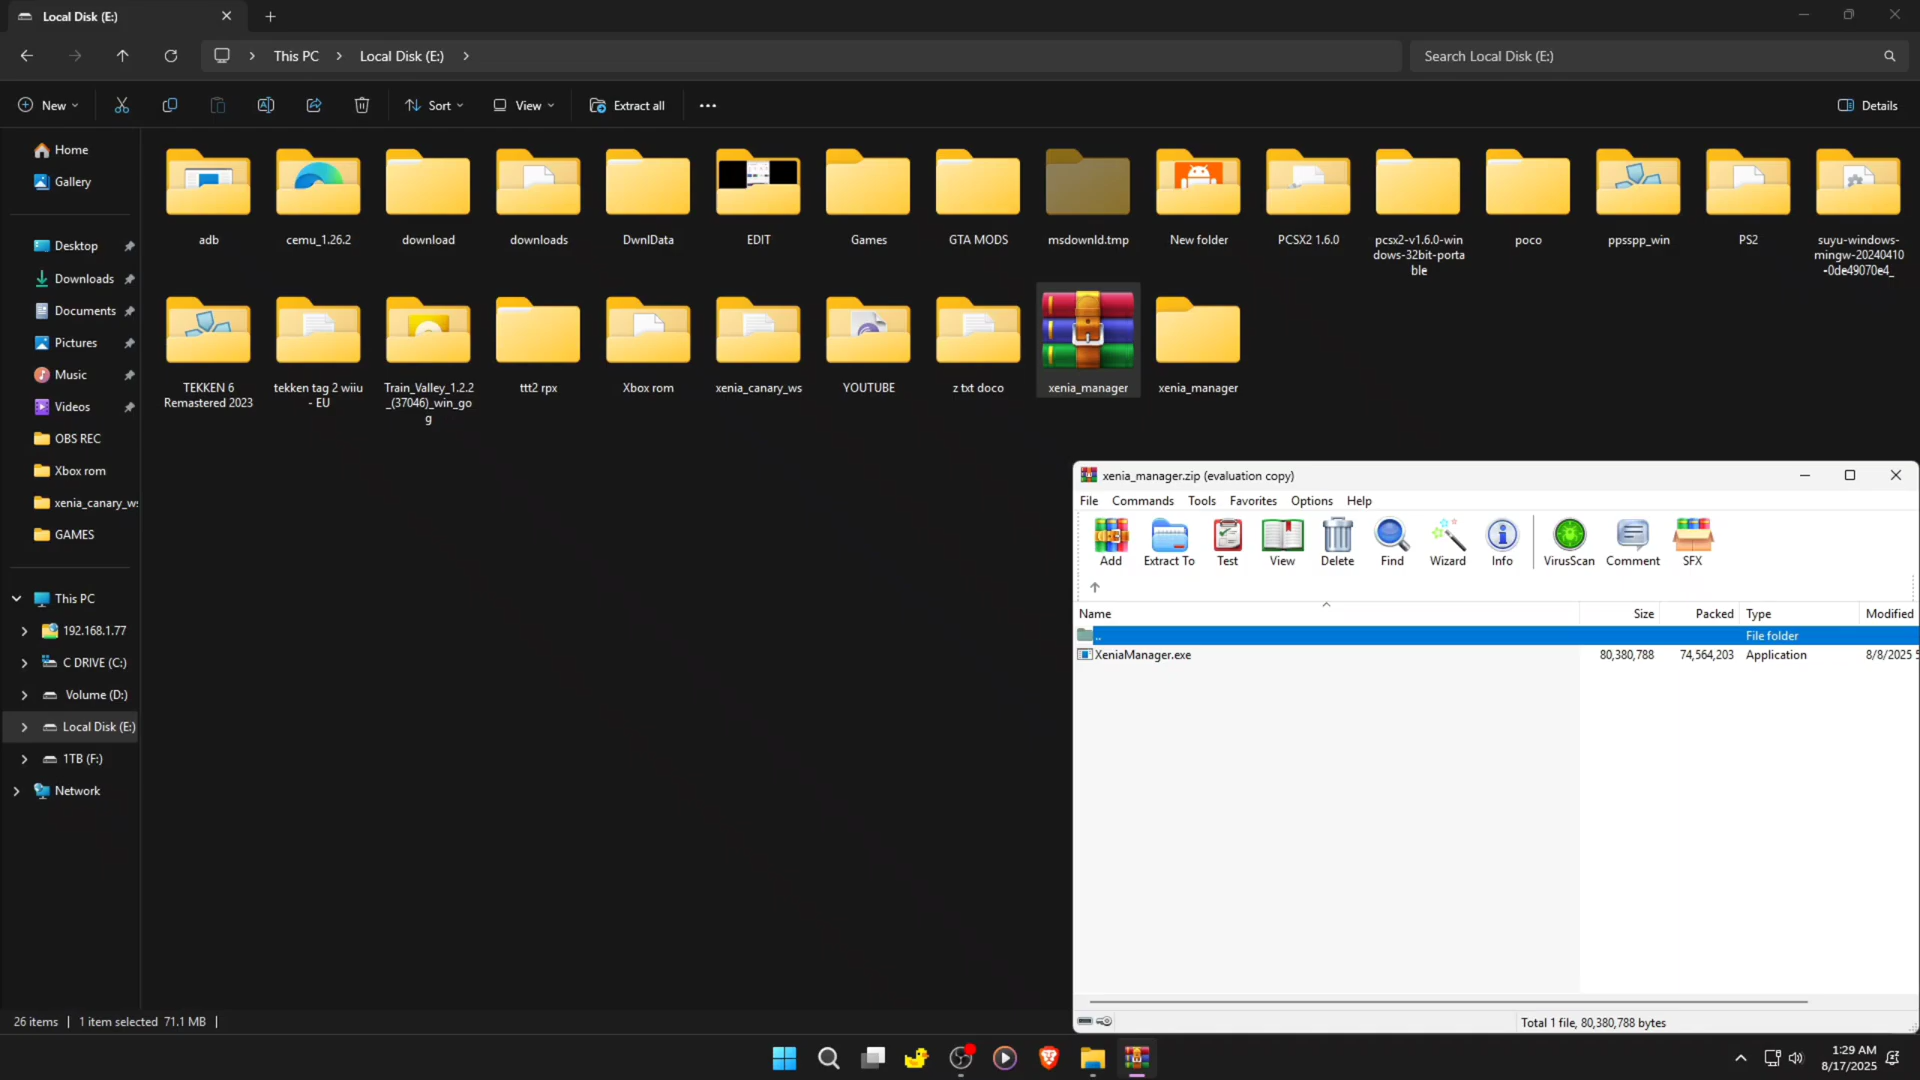 Local Disk (E:)
This PC
Local Disk (E:)
Search Local Disk (E:)
New
Sort
View
Extract all
Details
Home
Gallery
Desktop
Downloads
Documents
Pictures
Music
Videos
OBS REC
Xbox rom
xenia_canary_ws
GAMES
This PC
192.168.1.77
C DRIVE (C:)
Volume (D:)
Local Disk (E:)
1TB (F:)
Network
adb
cemu_1.26.2
download
downloads
DwnlData
EDIT
Games
GTA MODS
msdownld.tmp
New folder
PCSX2 1.6.0
pcsx2-v1.6.0-win
dows-32bit-porta
ble
poco
ppsspp_win
PS2
suyu-windows-
mingw-20240410
-0de49070e4_
TEKKEN 6
Remastered 2023
tekken tag 2 wiiu
- EU
Train_Valley_1.2.2
_(37046)_win_go
g
ttt2 rpx
Xbox rom
xenia_canary_ws
YOUTUBE
z txt doco
xenia_manager
xenia_manager
xenia_manager.zip (evaluation copy)
File Commands Tools Favorites Options Help
Add Extract To Test View Delete Find Wizard Info VirusScan Comment SFX
Name Size Packed Type Modified
.. File folder
XeniaManager.exe 80,380,788 74,564,203 Application 8/8/2025 5
Total 1 file, 80,380,788 bytes
26 items | 1 item selected 71.1 MB |
1:29 AM
8/17/2025